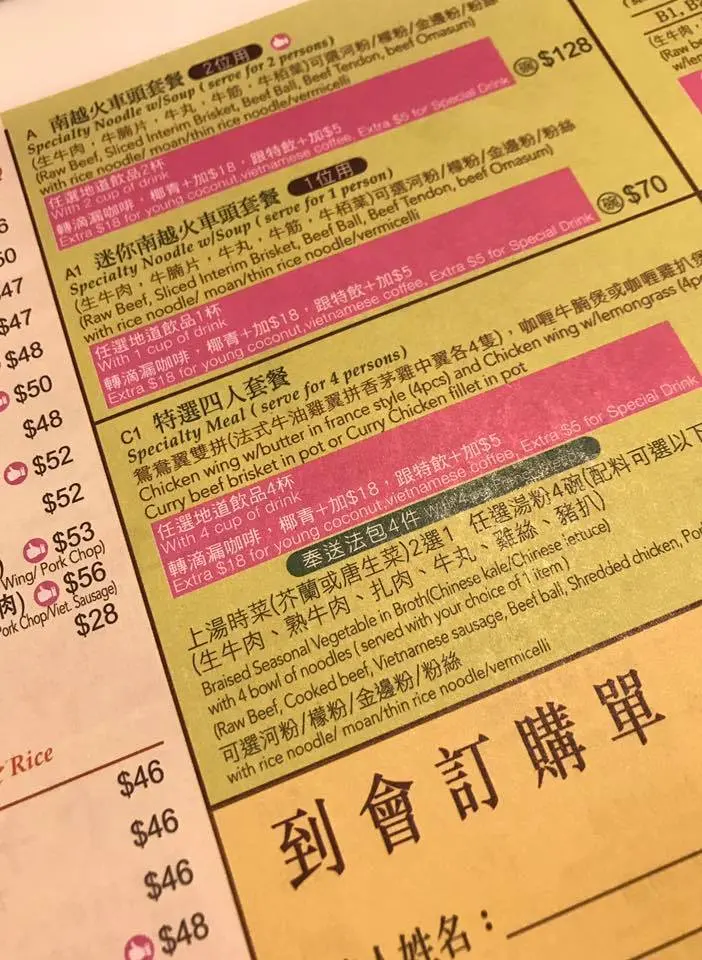 A 南越火車頭套餐 2位用
Specialty Noodle w/Soup ( serve for 2 persons)
(生牛肉，牛腩片，牛丸，牛筋，牛栢葉)可選河粉/檬粉/金邊粉/粉絲
(Raw Beef, Sliced Interim Brisket, Beef Ball, Beef Tendon, beef Omasum)
with rice noodle/ moan/thin rice noodle/vermicelli
$128
任選地道飲品2杯
With 2 cup of drink
轉滴漏咖啡，椰青+加$18，跟特飲+加$5
Extra $18 for young coconut,vietnamese coffee, Extra $5 for Special Drink
A1 迷你南越火車頭套餐 1位用
Specialty Noodle w/Soup ( serve for 1 person)
(生牛肉，牛腩片，牛丸，牛筋，牛栢葉)可選河粉/檬粉/金邊粉/粉絲
(Raw Beef, Sliced Interim Brisket, Beef Ball, Beef Tendon, beef Omasum)
with rice noodle/ moan/thin rice noodle/vermicelli
$70
任選地道飲品1杯
With 1 cup of drink
轉滴漏咖啡，椰青+加$18，跟特飲+加$5
Extra $18 for young coconut,vietnamese coffee, Extra $5 for Special Drink
C1 特選四人套餐
Specialty Meal ( serve for 4 persons)
鴛鴦翼雙拼(法式牛油雞翼拼香茅雞中翼各4隻)，咖喱牛腩煲或咖喱雞扒煲
Chicken wing w/butter in france style (4pcs) and Chicken wing w/lemongrass (4pc
Curry beef brisket in pot or Curry Chicken fillet in pot
任選地道飲品4杯
With 4 cup of drink
轉滴漏咖啡，椰青+加$18，跟特飲+加$5
Extra $18 for young coconut,vietnamese coffee, Extra $5 for Special Drink
奉送法包4件
上湯時菜(芥蘭或唐生菜)2選1 任選湯粉4碗(配料可選以下
(生牛肉、熟牛肉、扎肉、牛丸、雞絲、豬扒)
Braised Seasonal Vegetable in Broth(Chinese kale/Chinese lettuce)
with 4 bowl of noodles ( served with your choice of 1 item )
(Raw Beef, Cooked beef, Vietnamese sausage, Beef ball, Shredded chicken, Por
可選河粉/檬粉/金邊粉/粉絲
with rice noodle/ moan/thin rice noodle/vermicelli
到會訂購單
人姓名：
B1, B
(生牛肉
(Raw be
w/lem
$47
$48
$50
$48
$52
$52
$53
Wing/ Pork Chop)
肉) $56
Pork Chop/Viet. Sausage)
$28
Rice
$46
$46
$46
$48